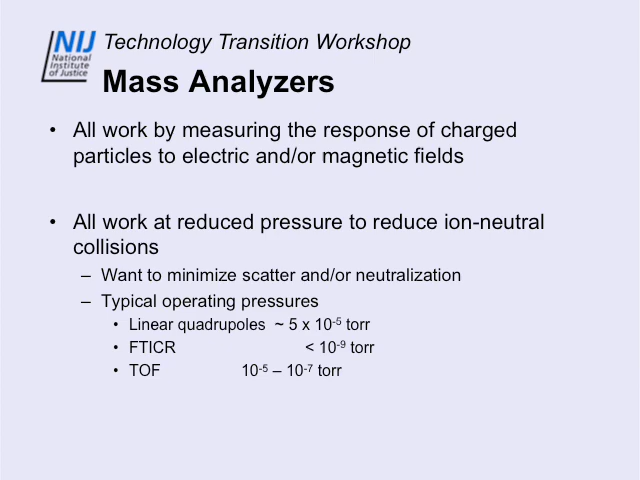 NIJ
National
Institute
of Justice
Technology Transition Workshop
Mass Analyzers
• All work by measuring the response of charged
particles to electric and/or magnetic fields
• All work at reduced pressure to reduce ion-neutral
collisions
– Want to minimize scatter and/or neutralization
– Typical operating pressures
• Linear quadrupoles ~ 5 x 10⁻⁵ torr
• FTICR < 10⁻⁹ torr
• TOF 10⁻⁵ – 10⁻⁷ torr